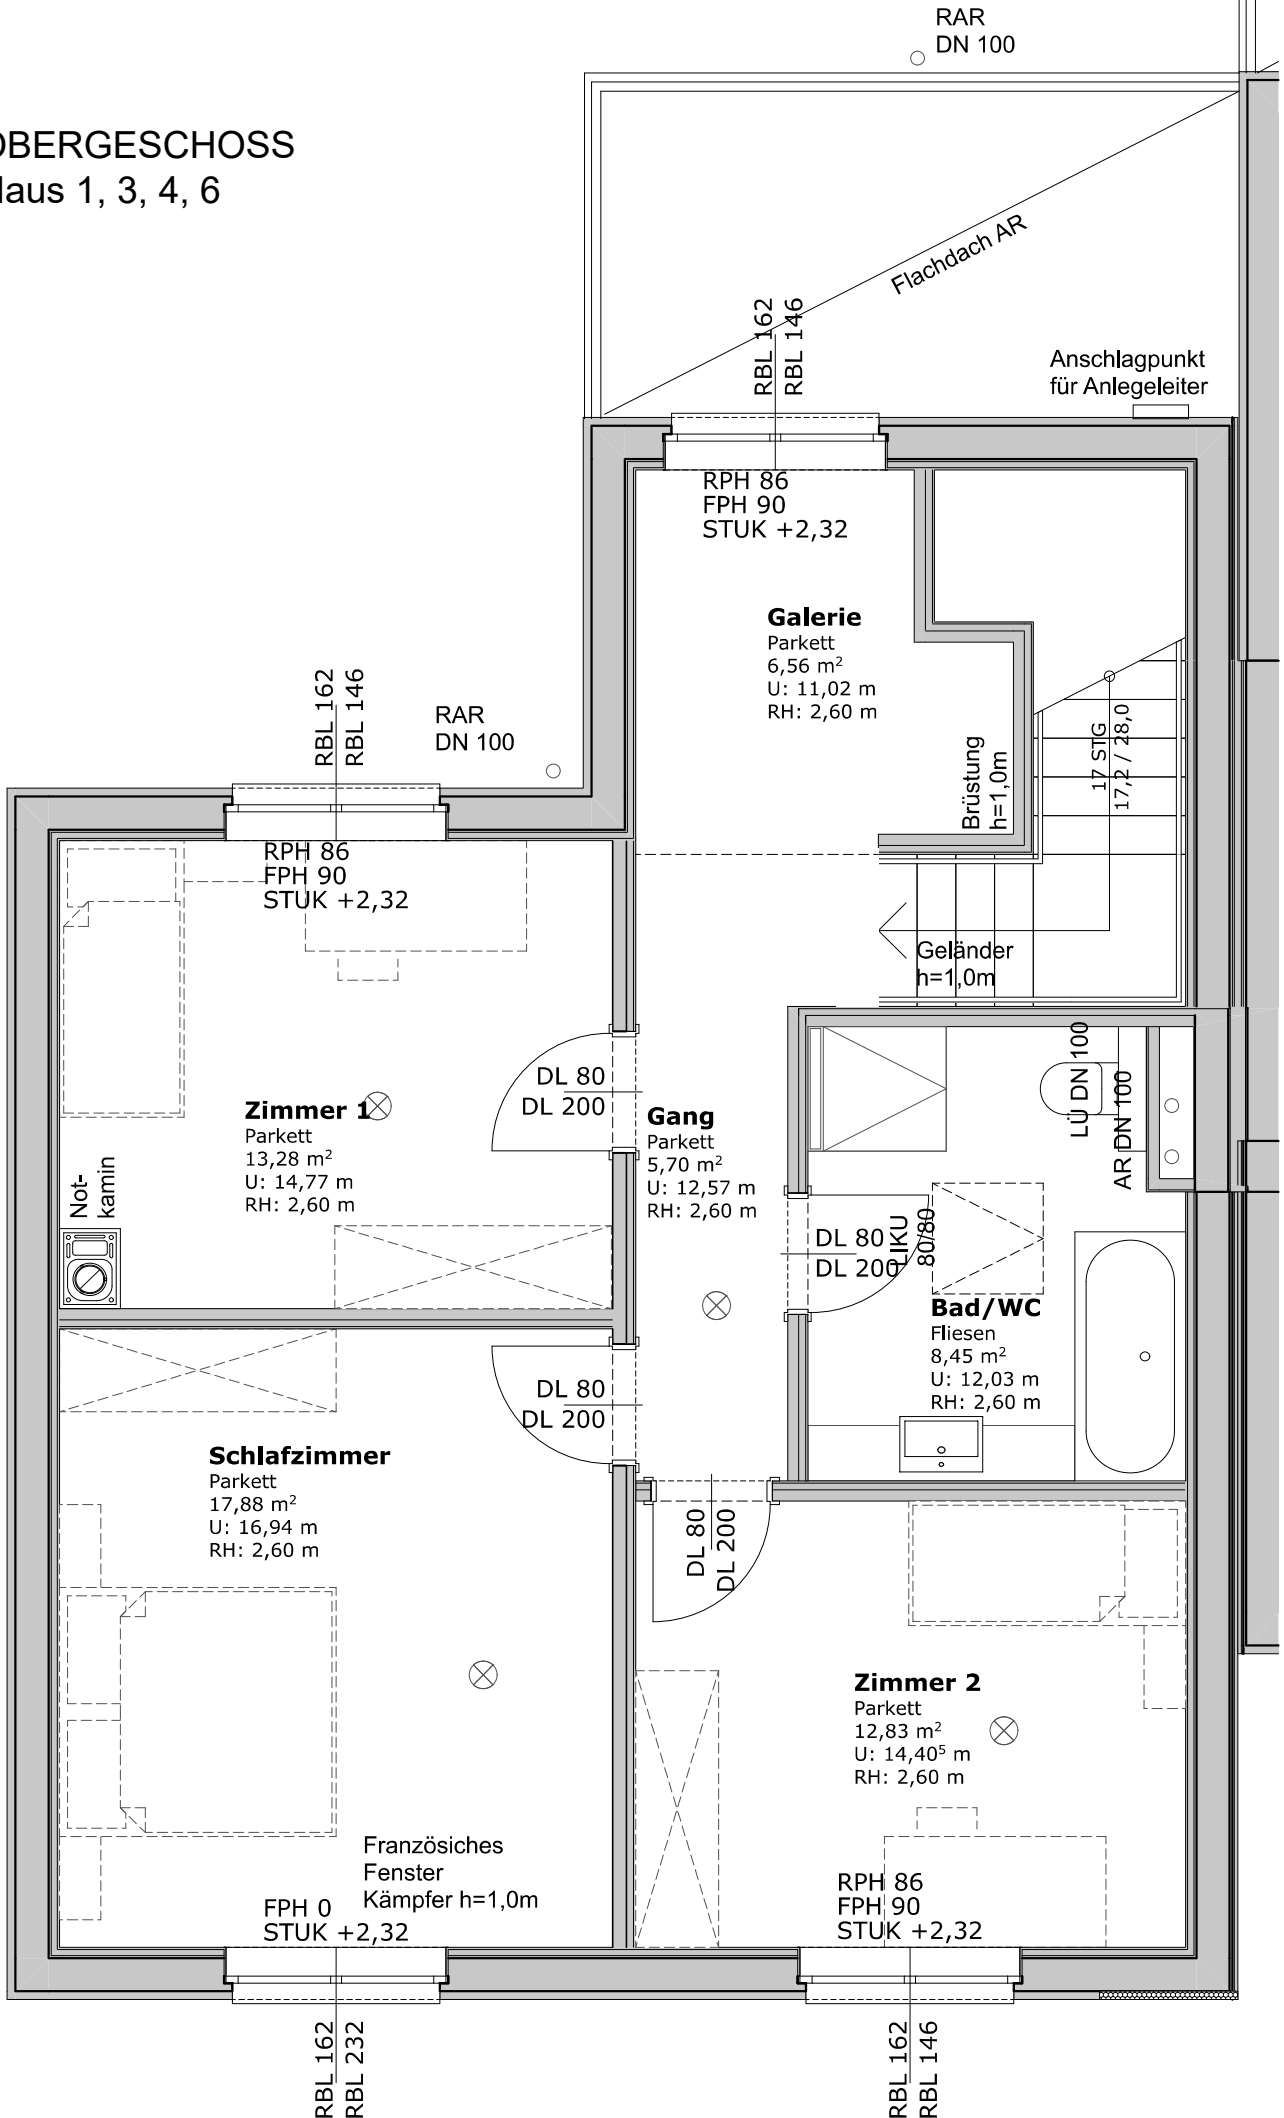 RAR
DN 100
OBERGESCHOSS
Haus 1, 3, 4, 6
Flachdach AR
RBL 162
RBL 146
Anschlagpunkt
für Anlegeleiter
RPH 86
FPH 90
STUK +2,32
Galerie
Parkett
6,56 m²
U: 11,02 m
RH: 2,60 m
RBL 162
RBL 146
RAR
DN 100
Brüstung
h=1,0m
17 STG
17,2 / 28,0
RPH 86
FPH 90
STUK +2,32
Geländer
h=1,0m
DL 80
DL 200
Zimmer 1
Parkett
13,28 m²
U: 14,77 m
RH: 2,60 m
Not-
kamin
Gang
Parkett
5,70 m²
U: 12,57 m
RH: 2,60 m
LÜ DN 100
AR DN 100
DL 80
DL 200
LIKU
80/80
Bad/WC
Fliesen
8,45 m²
U: 12,03 m
RH: 2,60 m
DL 80
DL 200
Schlafzimmer
Parkett
17,88 m²
U: 16,94 m
RH: 2,60 m
DL 80
DL 200
Zimmer 2
Parkett
12,83 m²
U: 14,40⁵ m
RH: 2,60 m
Französiches
Fenster
Kämpfer h=1,0m
FPH 0
STUK +2,32
RPH 86
FPH 90
STUK +2,32
RBL 162
RBL 232
RBL 162
RBL 146